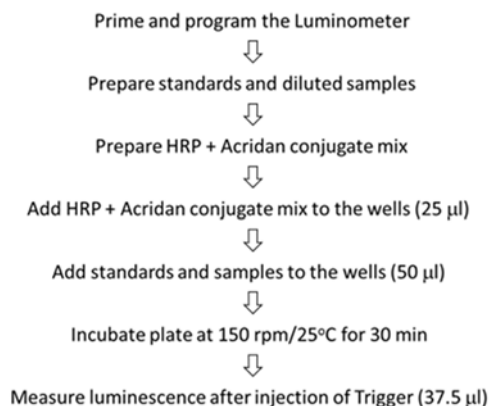 Prime and program the Luminometer
Prepare standards and diluted samples
Prepare HRP + Acridan conjugate mix
Add HRP + Acridan conjugate mix to the wells (25 µl)
Add standards and samples to the wells (50 µl)
Incubate plate at 150 rpm/25°C for 30 min
Measure luminescence after injection of Trigger (37.5 µl)